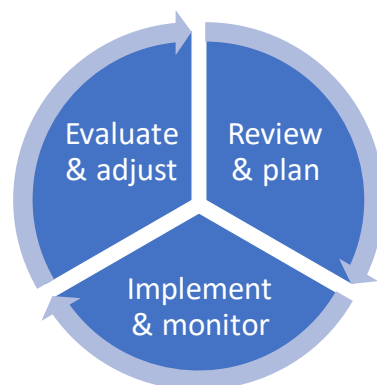 Evaluate
& adjust
Review
& plan
Implement
& monitor